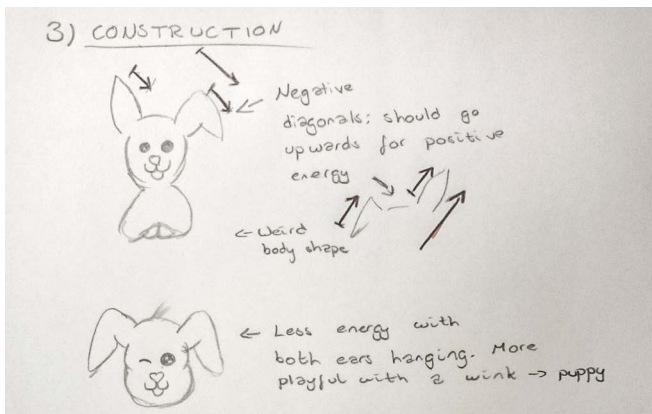 3) CONSTRUCTION
Negative
diagonals: should go
upwards for positive
energy
Weird
body shape
Less energy with
both ears hanging. More
playful with a wink → puppy